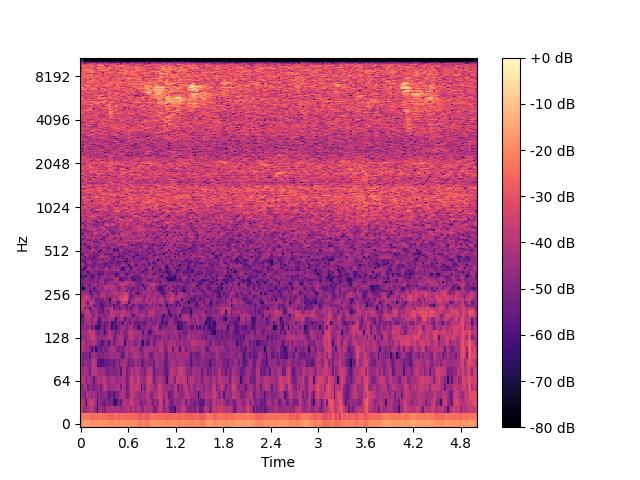 8192
4096
2048
1024
512
256
128
64
0
Hz
0 0.6 1.2 1.8 2.4 3 3.6 4.2 4.8
Time
+0 dB
-10 dB
-20 dB
-30 dB
-40 dB
-50 dB
-60 dB
-70 dB
-80 dB